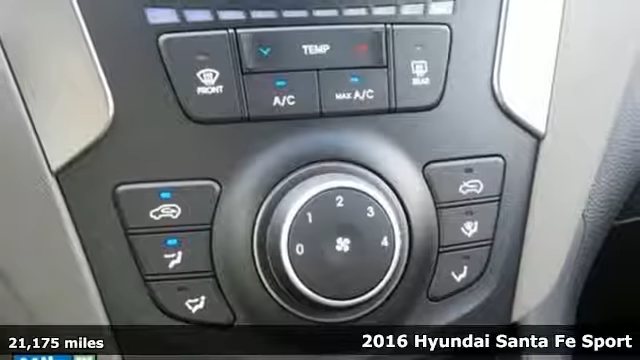 TEMP
FRONT
A/C
MAX A/C
REAR
2
1
3
0
4
21,175 miles
2016 Hyundai Santa Fe Sport